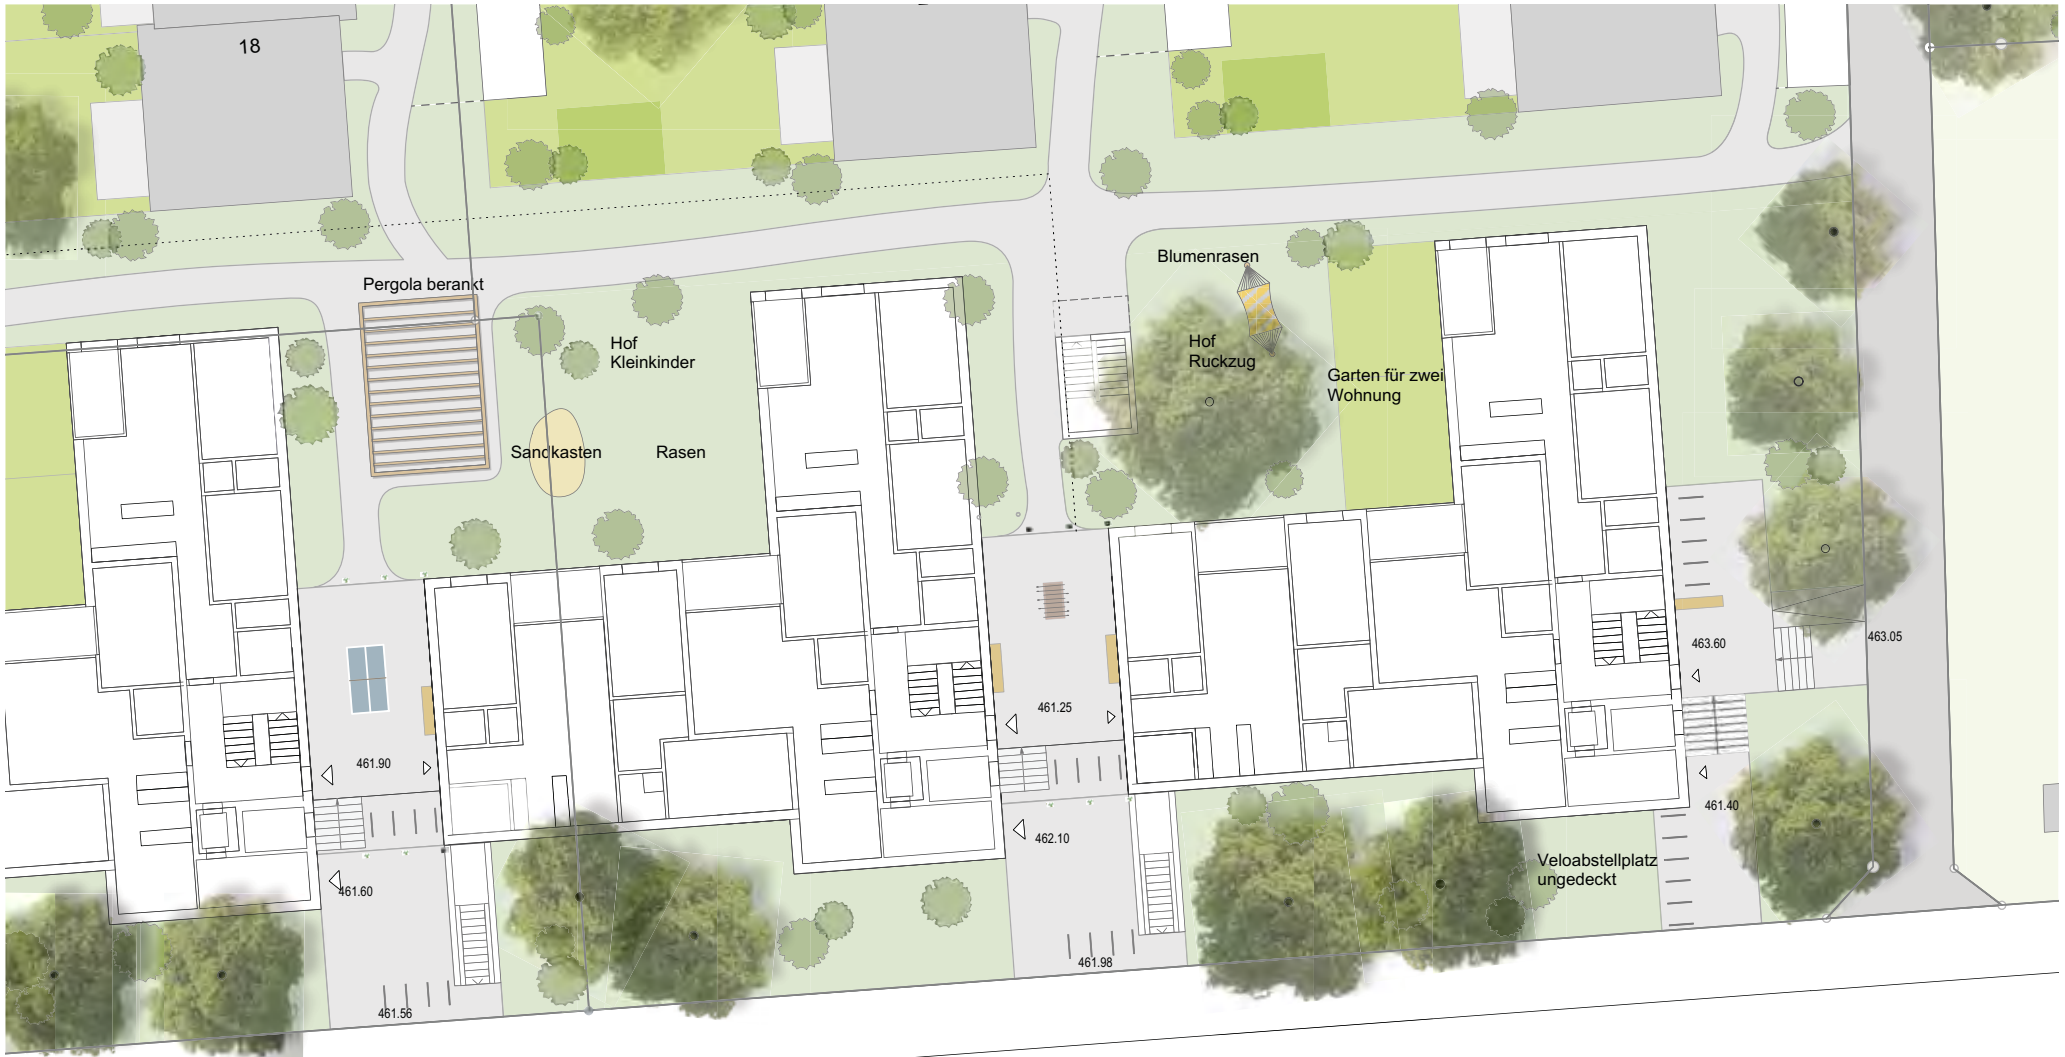 18
Pergola berankt
Blumenrasen
Hof
Kleinkinder
Hof
Ruckzug
Garten für zwei
Wohnung
Sandkasten
Rasen
463.60
463.05
461.25
461.90
461.40
462.10
Veloabstellplatz
ungedeckt
461.60
461.98
461.56